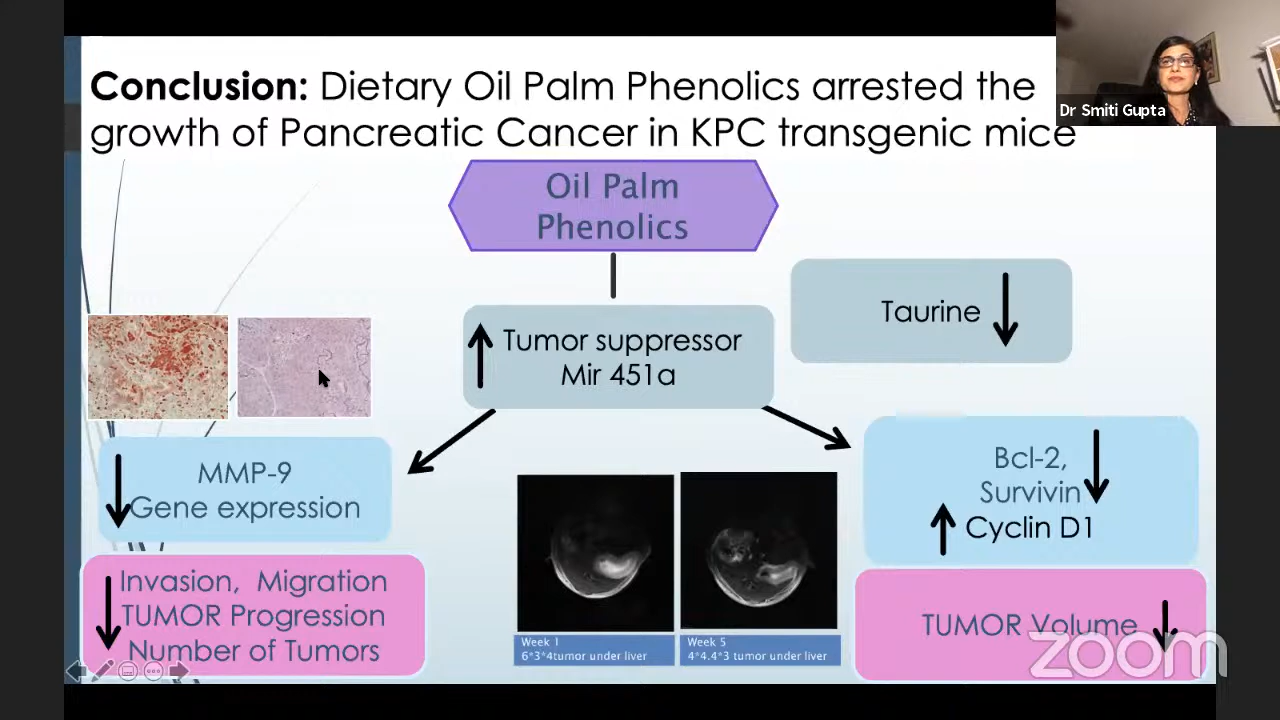 Conclusion: Dietary Oil Palm Phenolics arrested the
growth of Pancreatic Cancer in KPC transgenic mice
Dr Smiti Gupta
Oil Palm
Phenolics
Taurine
Tumor suppressor
Mir 451a
MMP-9
Gene expression
Bcl-2,
Survivin
Cyclin D1
Invasion, Migration
TUMOR Progression
Number of Tumors
Week 1
6*3*4tumor under liver
Week 5
4*4.4*3 tumor under liver
TUMOR Volume
zoom